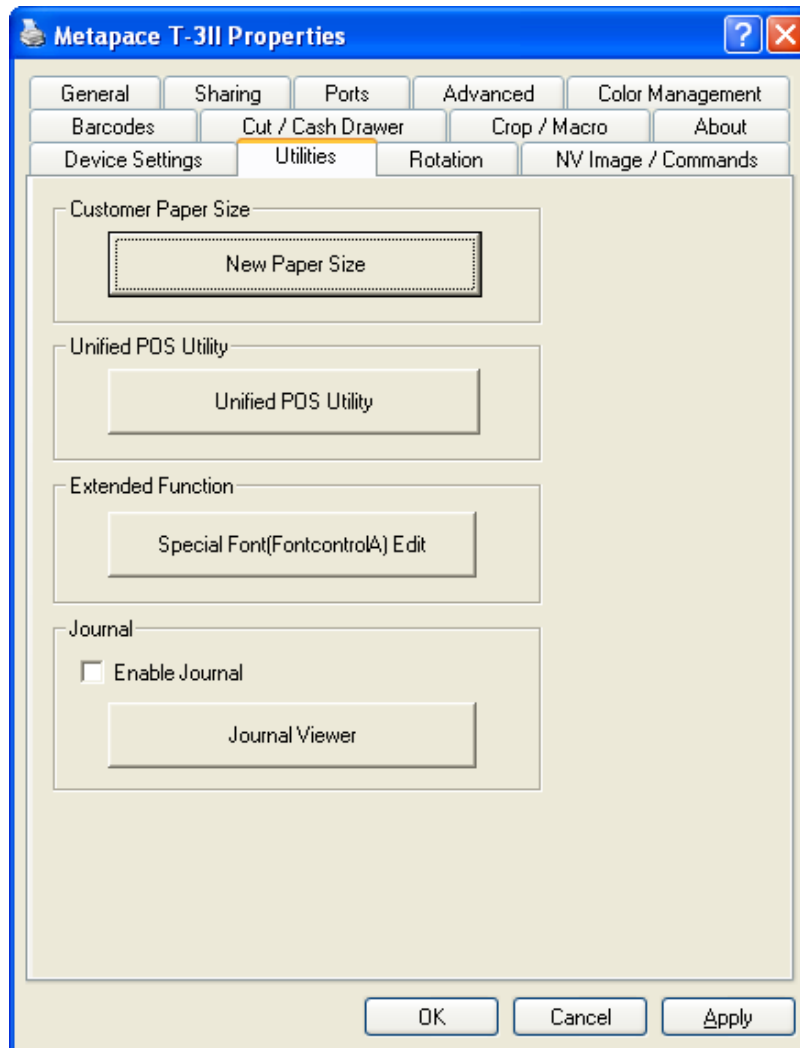 Metapace T-3II Properties
General Sharing Ports Advanced Color Management
Barcodes Cut / Cash Drawer Crop / Macro About
Device Settings Utilities Rotation NV Image / Commands
Customer Paper Size
New Paper Size
Unified POS Utility
Unified POS Utility
Extended Function
Special Font(FontcontrolA) Edit
Journal
Enable Journal
Journal Viewer
OK Cancel Apply